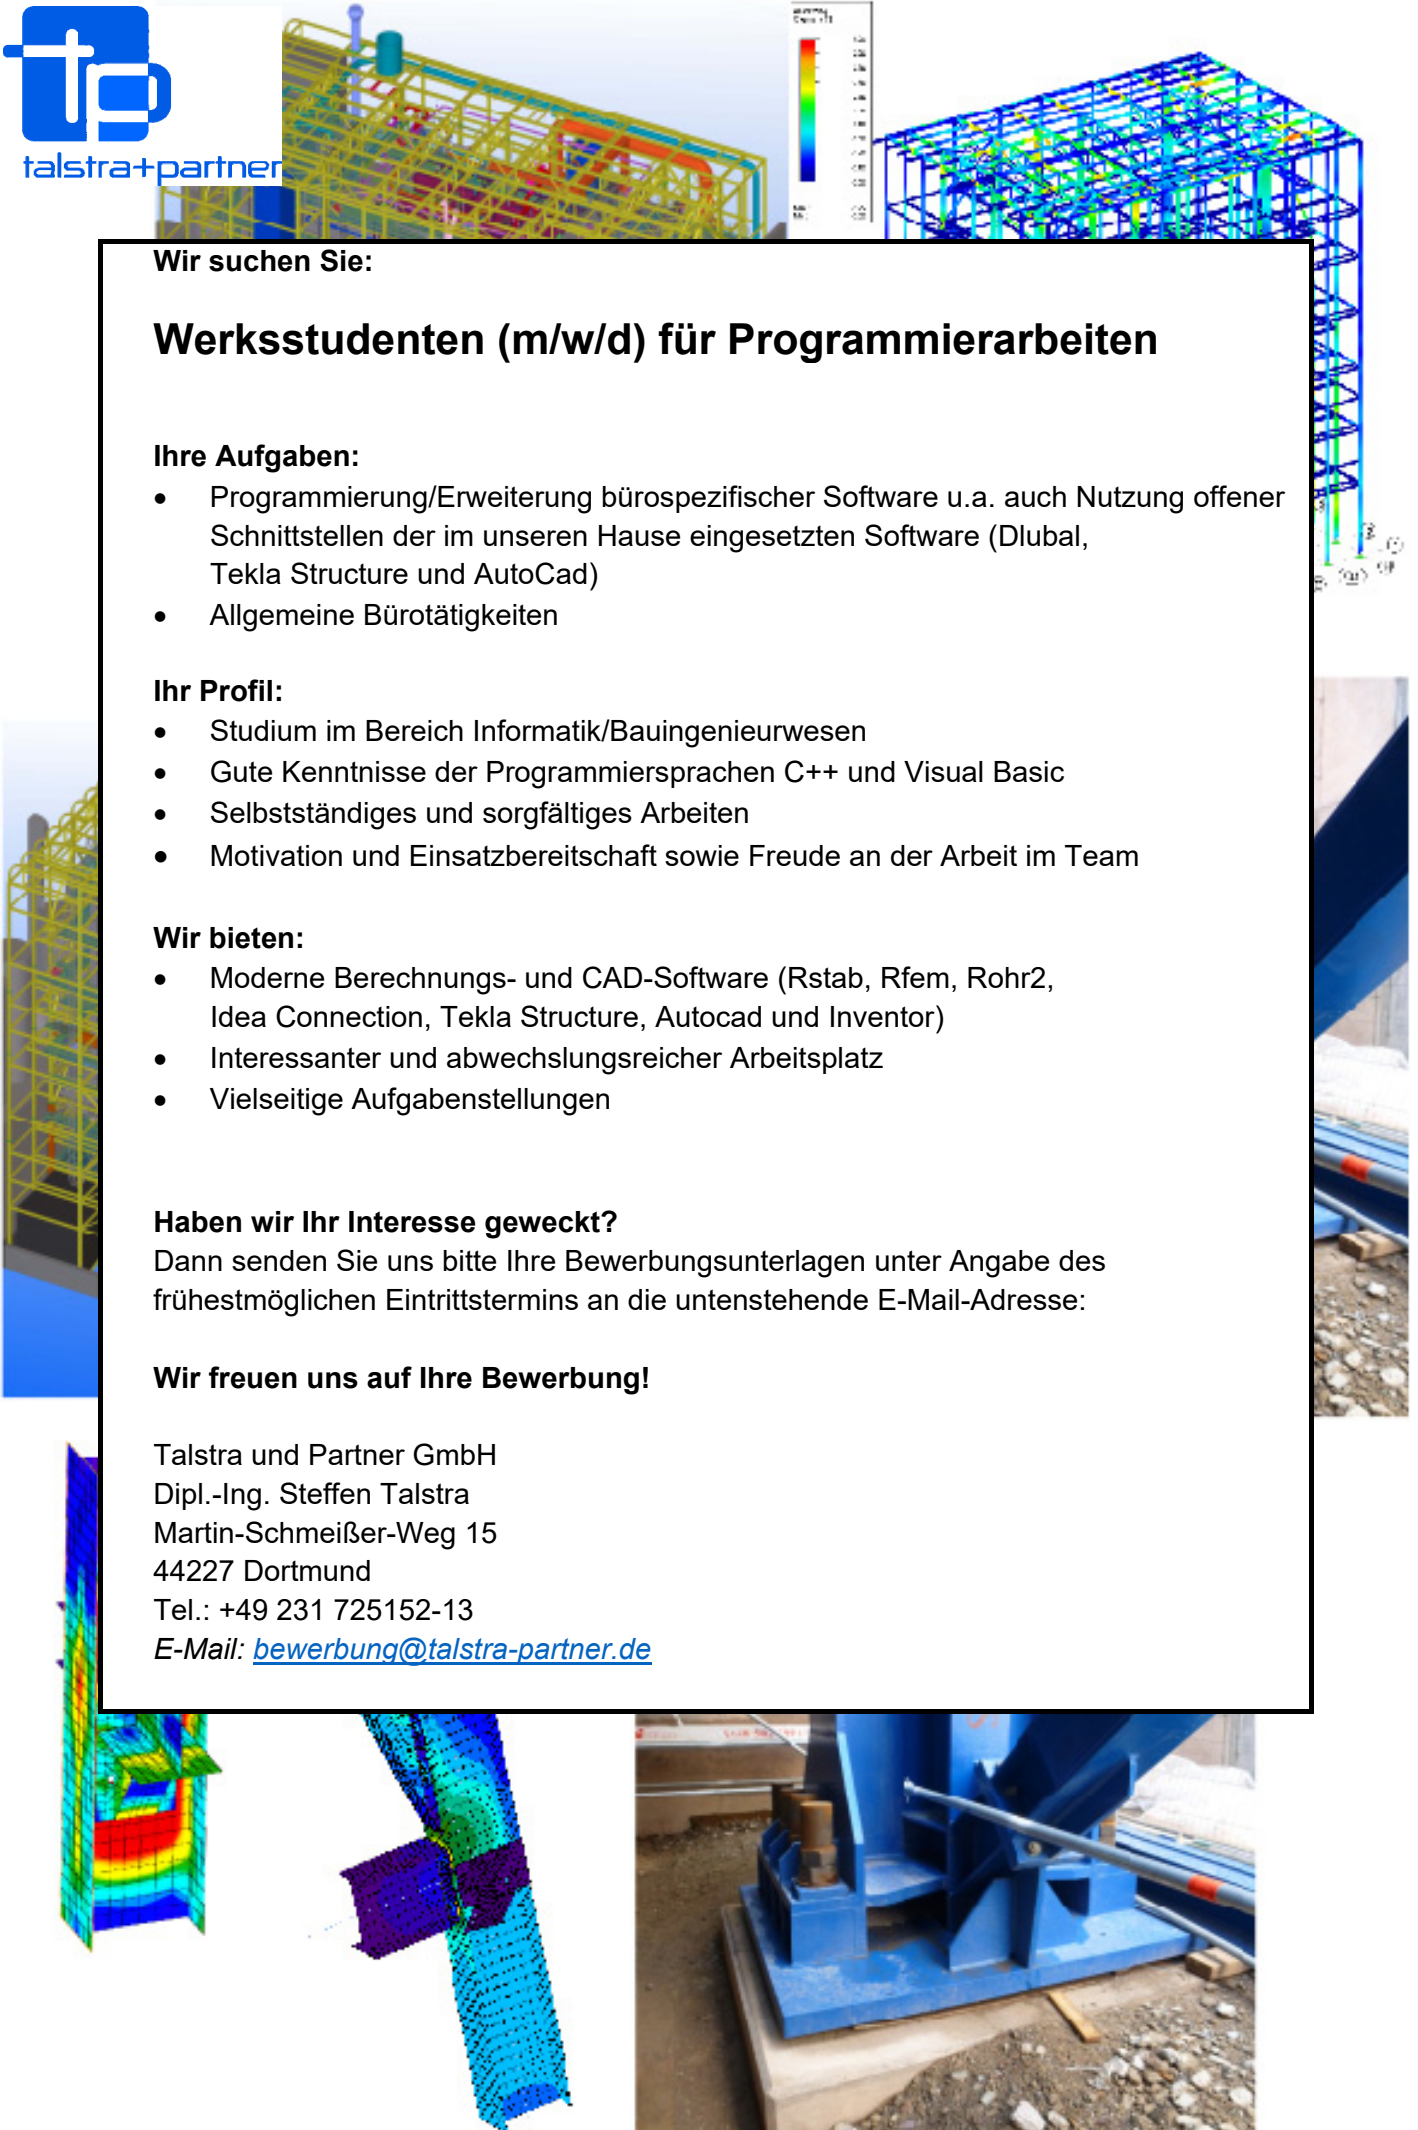 talstra+partner
Wir suchen Sie:
Werksstudenten (m/w/d) für Programmierarbeiten
Ihre Aufgaben:
• Programmierung/Erweiterung bürospezifischer Software u.a. auch Nutzung offener
Schnittstellen der im unseren Hause eingesetzten Software (Dlubal,
Tekla Structure und AutoCad)
• Allgemeine Bürotätigkeiten
Ihr Profil:
• Studium im Bereich Informatik/Bauingenieurwesen
• Gute Kenntnisse der Programmiersprachen C++ und Visual Basic
• Selbstständiges und sorgfältiges Arbeiten
• Motivation und Einsatzbereitschaft sowie Freude an der Arbeit im Team
Wir bieten:
• Moderne Berechnungs- und CAD-Software (Rstab, Rfem, Rohr2,
Idea Connection, Tekla Structure, Autocad und Inventor)
• Interessanter und abwechslungsreicher Arbeitsplatz
• Vielseitige Aufgabenstellungen
Haben wir Ihr Interesse geweckt?
Dann senden Sie uns bitte Ihre Bewerbungsunterlagen unter Angabe des
frühestmöglichen Eintrittstermins an die untenstehende E-Mail-Adresse:
Wir freuen uns auf Ihre Bewerbung!
Talstra und Partner GmbH
Dipl.-Ing. Steffen Talstra
Martin-Schmeißer-Weg 15
44227 Dortmund
Tel.: +49 231 725152-13
E-Mail: bewerbung@talstra-partner.de